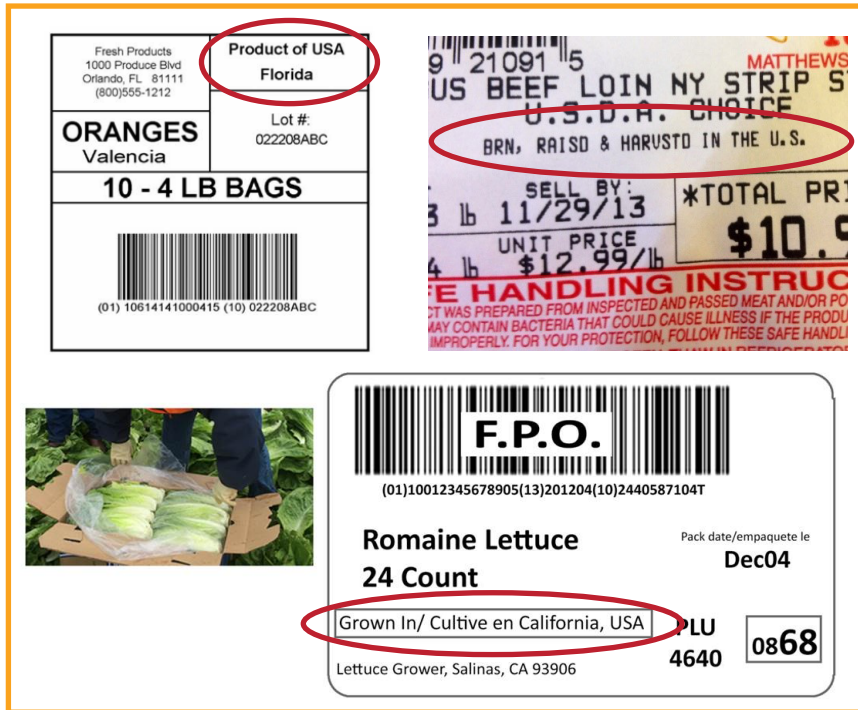 Fresh Products
1000 Produce Blvd
Orlando, FL 81111
(800)555-1212
Product of USA
Florida
ORANGES
Valencia
Lot #:
022208ABC
10 - 4 LB BAGS
(01) 10614141000415 (10) 022208ABC
9 21091 5
MATTHEWS
US BEEF LOIN NY STRIP
U.S.D.A. CHOICE
BRN, RAISD & HARVSTD IN THE U.S.
SELL BY:
lb 11/29/13
*TOTAL
UNIT PRICE
4 lb $12.99/lb
$10.9
HANDLING
WAS PREPARED FROM INSPECTED AND PASSED MEAT AND/OR
MAY CONTAIN BACTERIA THAT COULD CAUSE ILLNESS IF THE
IMPROPERLY. FOR YOUR PROTECTION, FOLLOW THESE SAFE
F.P.O.
(01)10012345678905(13)201204(10)2440587104T
Romaine Lettuce
24 Count
Pack date/empaquete le
Dec04
Grown In/ Cultive en California, USA
PLU
4640
0868
Lettuce Grower, Salinas, CA 93906